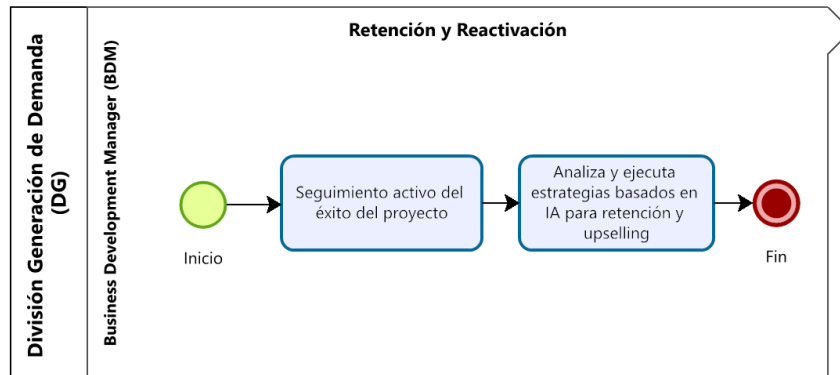 División Generación de Demanda
(DG)
Business Development Manager (BDM)
Retención y Reactivación
Inicio
Seguimiento activo del
éxito del proyecto
Analiza y ejecuta
estrategias basados en
IA para retención y
upselling
Fin